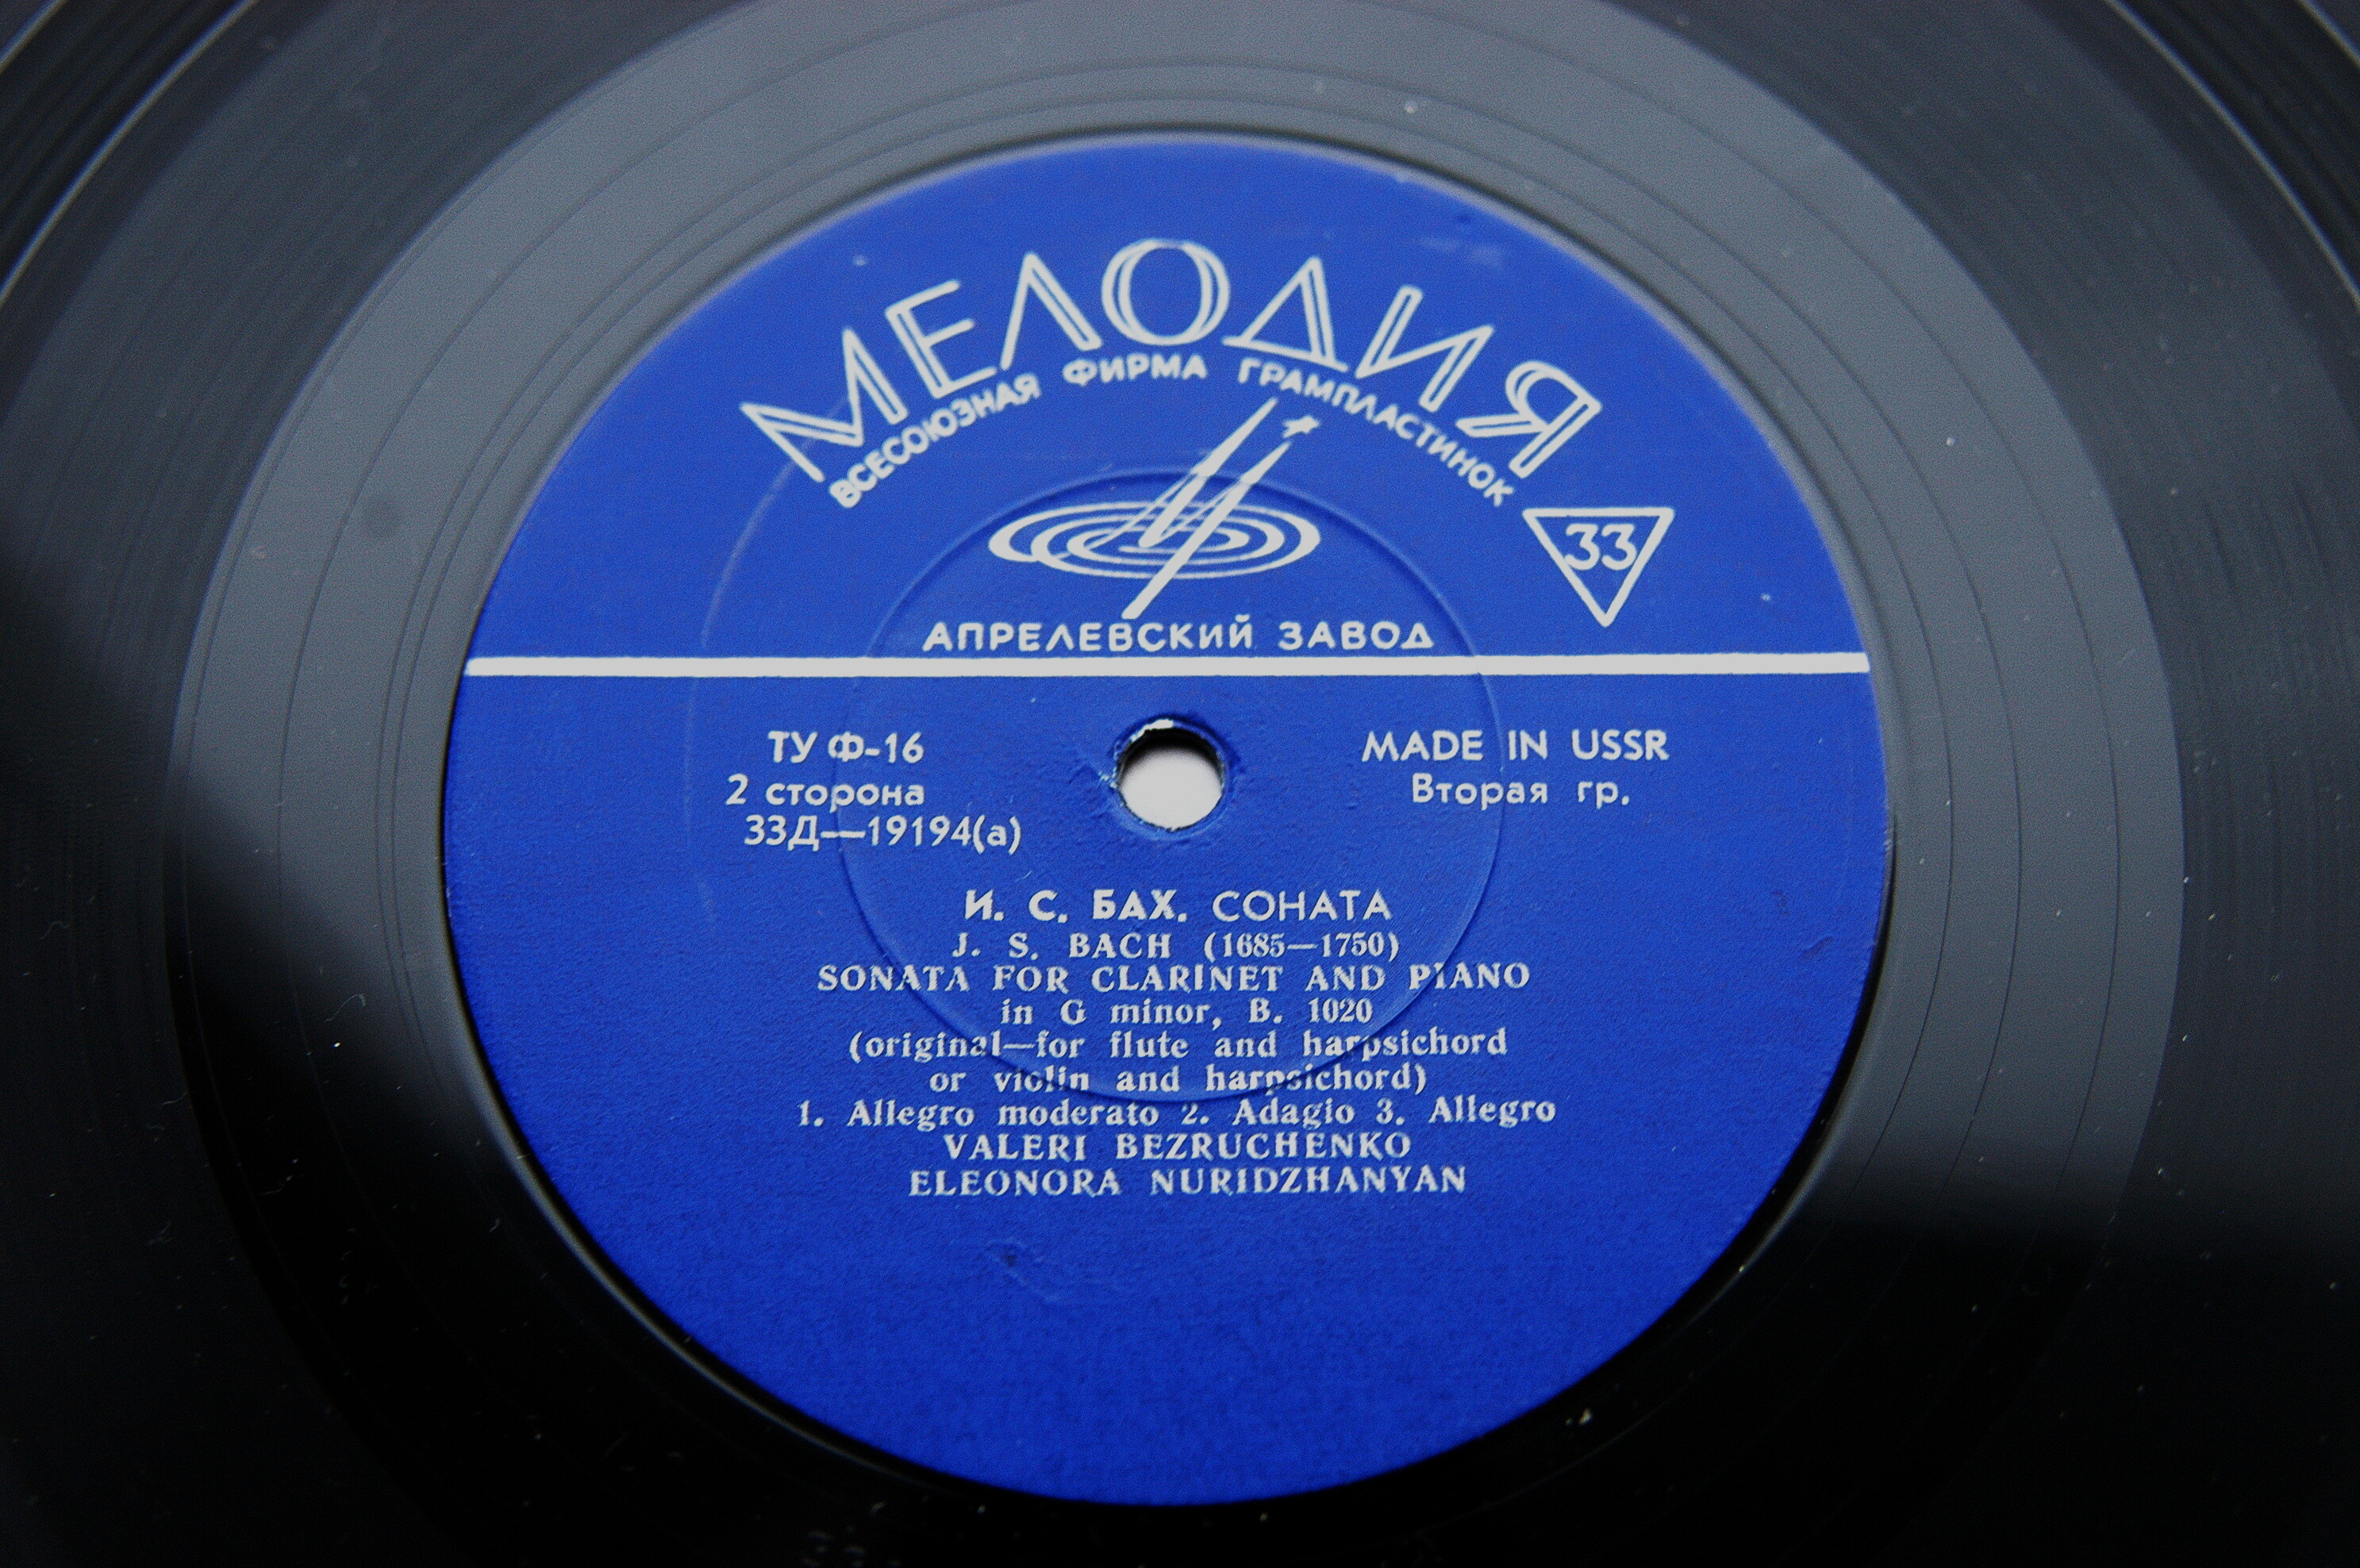 МЕЛОДИЯ
ВСЕСОЮЗНАЯ ФИРМА ГРАМПЛАСТИНОК
33
АПРЕЛЕВСКИЙ ЗАВОД
ТУ Ф-16
2 сторона
33Д—19194(а)
MADE IN USSR
Вторая гр.
И. С. БАХ. СОНАТА
J. S. BACH (1685—1750)
SONATA FOR CLARINET AND PIANO
in G minor, B. 1020
(original—for flute and harpsichord
or violin and harpsichord)
1. Allegro moderato 2. Adagio 3. Allegro
VALERI BEZRUCHENKO
ELEONORA NURIDZHANYAN